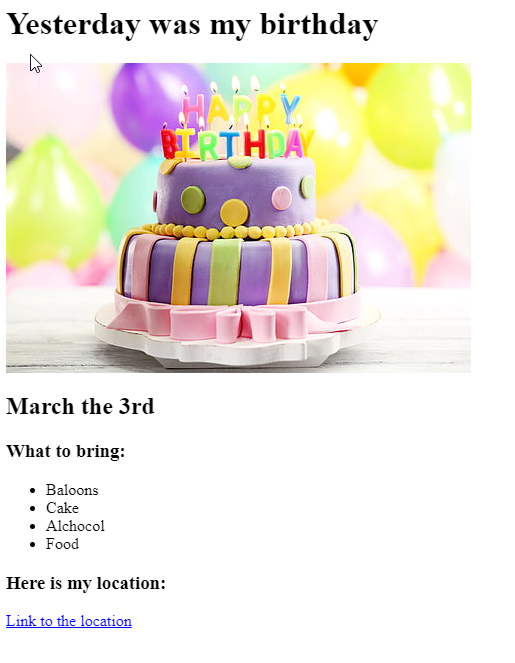 Yesterday was my birthday
HAPPY
BIRTHDAY
March the 3rd
What to bring:
Baloons
Cake
Alchocol
Food
Here is my location:
Link to the location